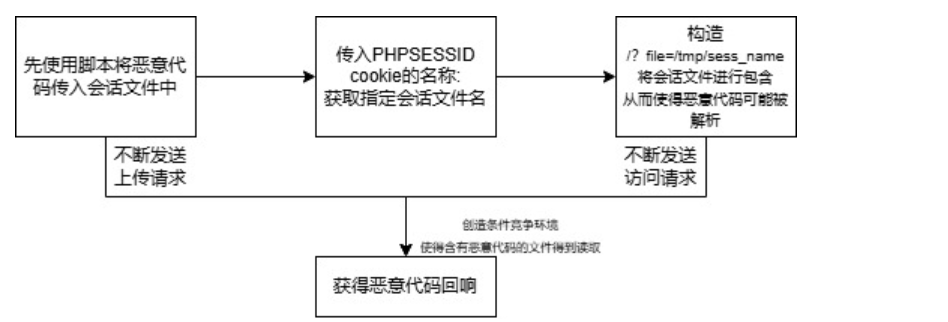 先使用脚本将恶意代
码传入会话文件中
传入PHPSESSID
cookie的名称:
获取指定会话文件名
构造
/? file=/tmp/sess_name
将会话文件进行包含
从而使得恶意代码可能被
解析
不断发送
上传请求
不断发送
访问请求
创造条件竞争环境
使得含有恶意代码的文件得到读取
获得恶意代码回响